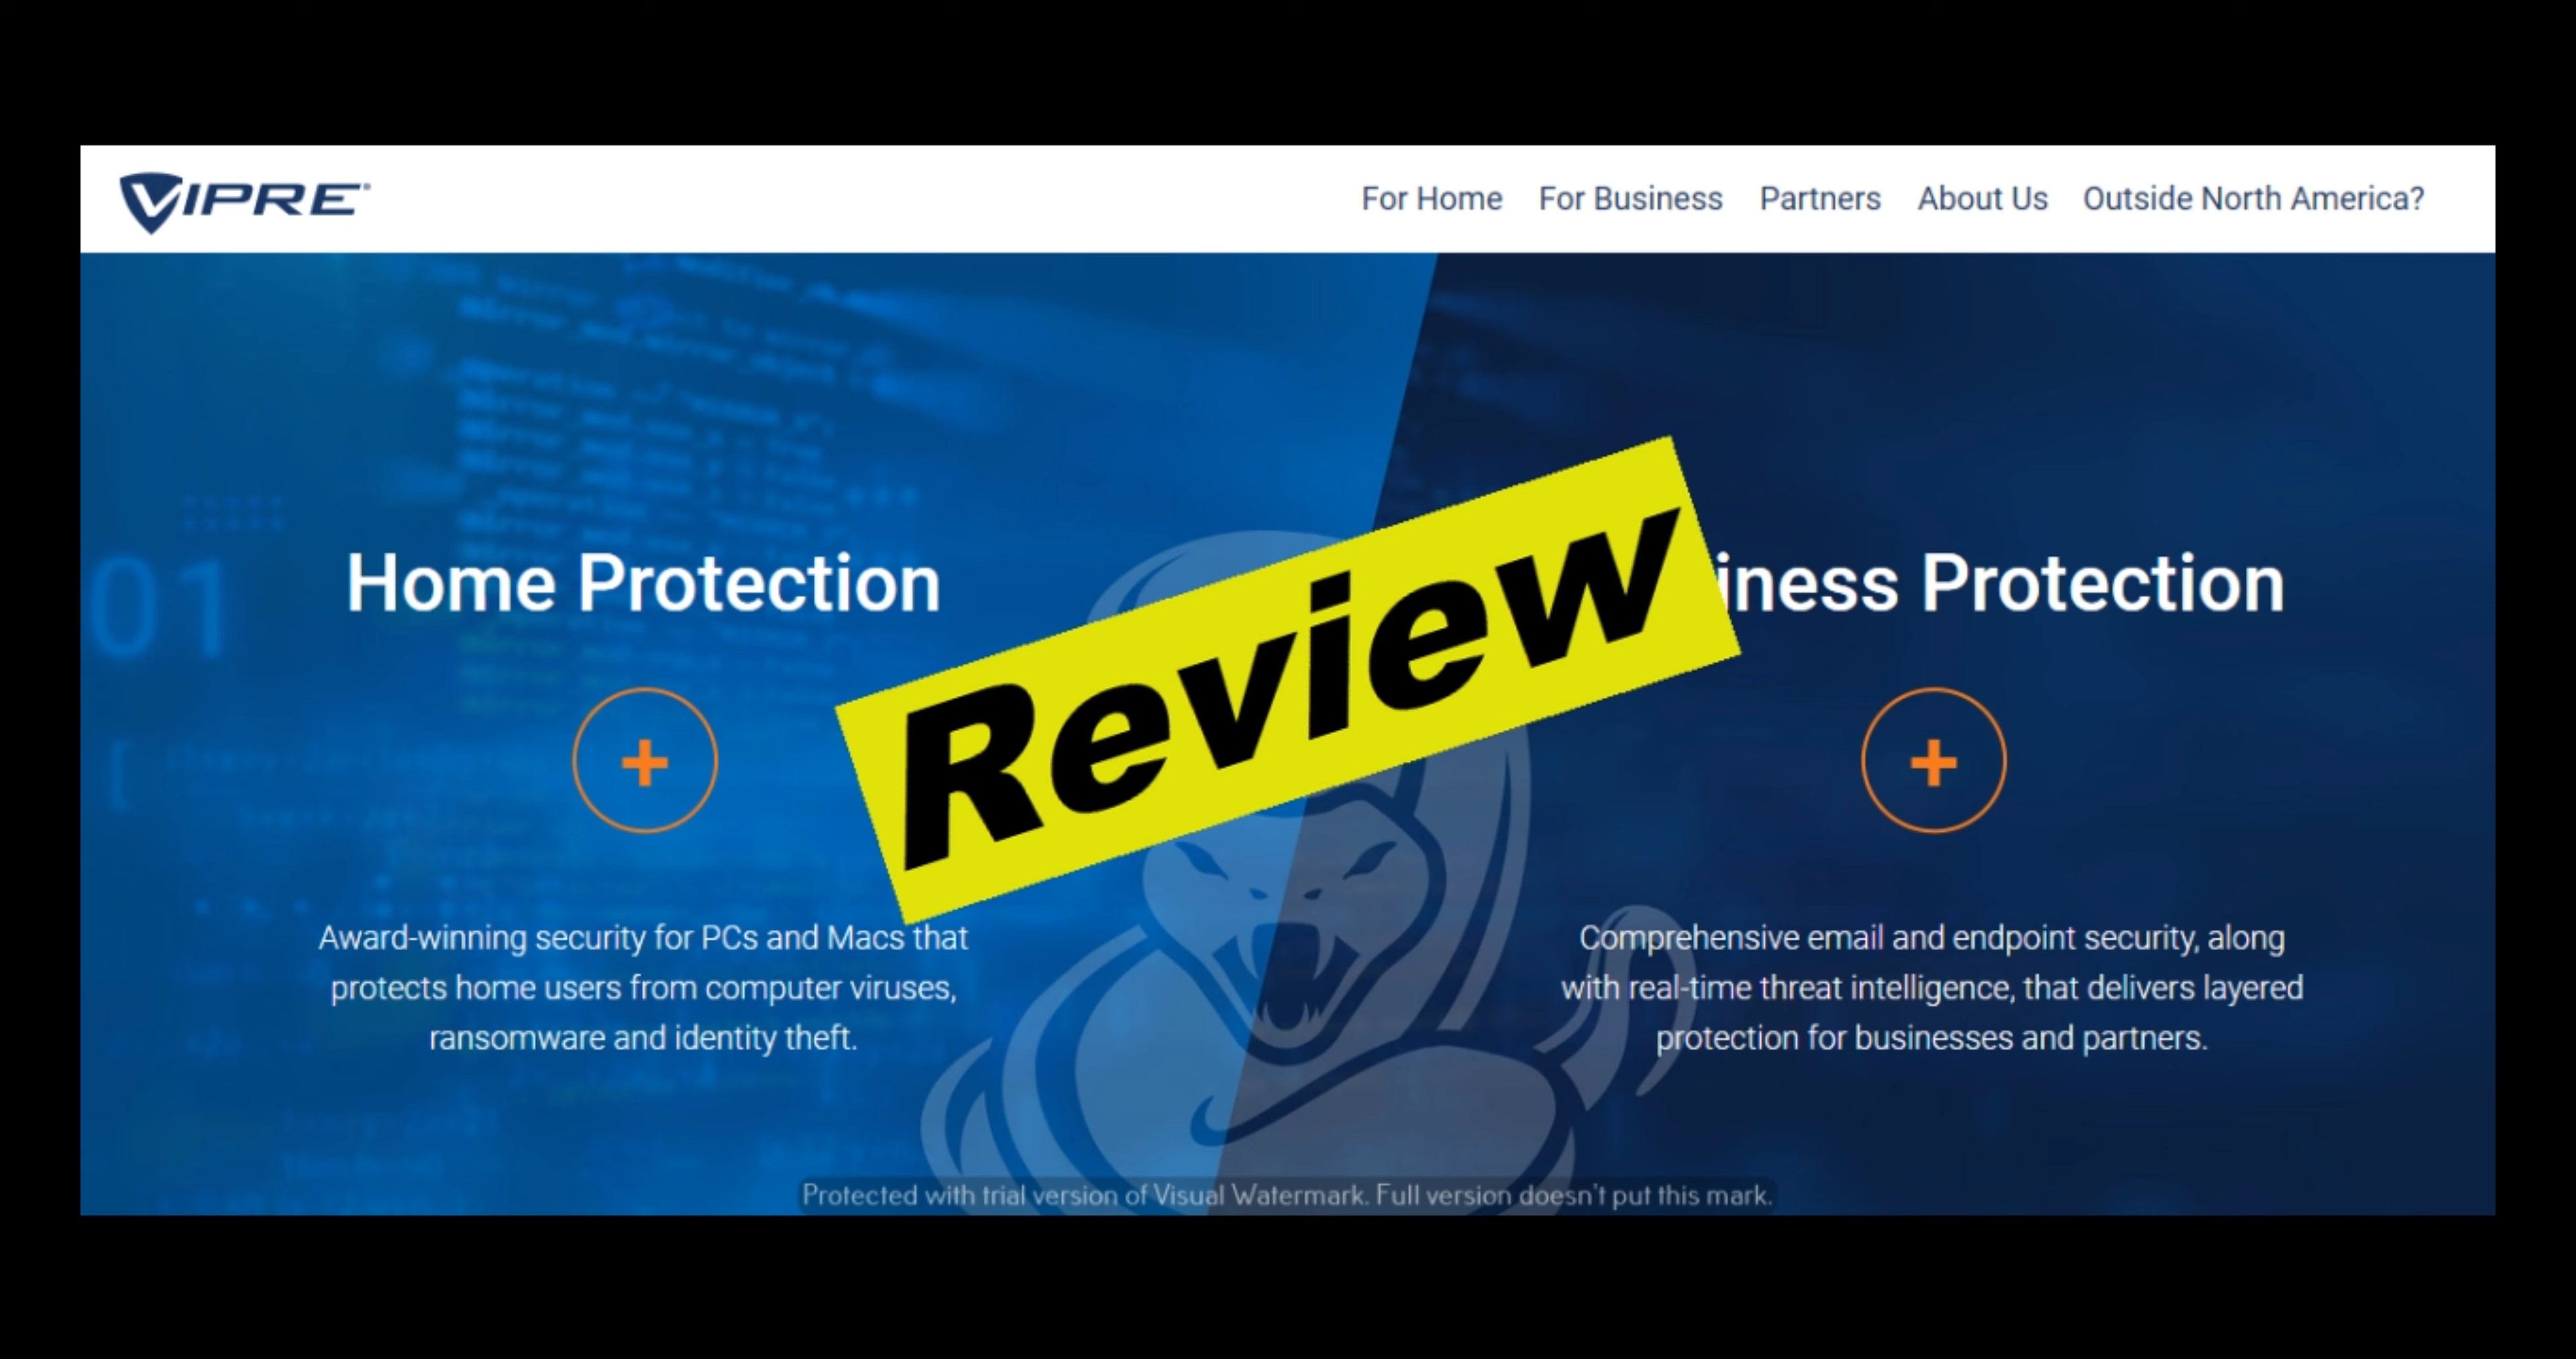 VIPRE®
For Home For Business Partners About Us Outside North America?
Review
Home Protection
iness Protection
+
+
Award-winning security for PCs and Macs that
protects home users from computer viruses,
ransomware and identity theft.
Comprehensive email and endpoint security, along
with real-time threat intelligence, that delivers layered
protection for businesses and partners.
01
Protected with trial version of Visual Watermark. Full version doesn't put this mark.